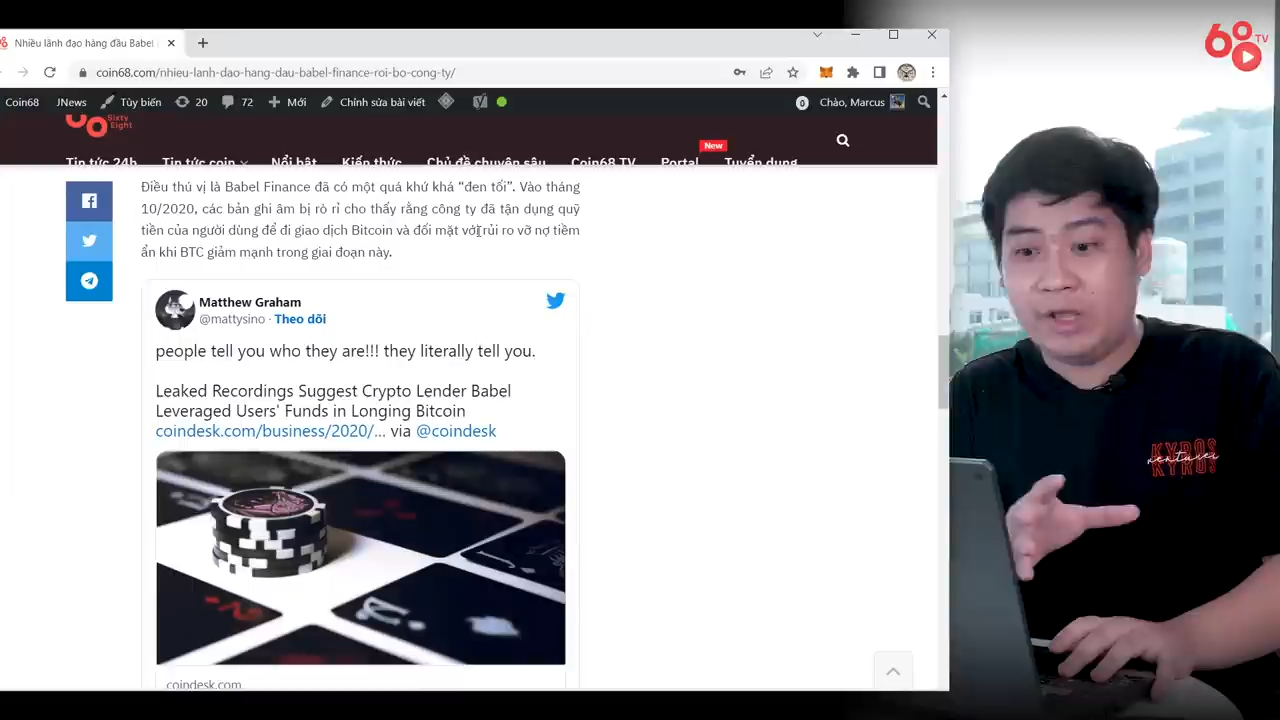 68 TV
Nhiều lãnh đạo hàng đầu Babel
coin68.com/nhieu-lanh-dao-hang-dau-babel-finance-roi-bo-cong-ty/
Coin68 JNews Tùy biến 20 72 Mới Chỉnh sửa bài viết 0 Chào, Marcus
Sixty
Eight
New
Tin tức 24h Tin tức coin Nổi bật Kiến thức Chủ đề chuyên sâu Coin68 TV Portal Tuyển dụng
Điều thú vị là Babel Finance đã có một quá khứ khá “đen tối”. Vào tháng
10/2020, các bản ghi âm bị rò rỉ cho thấy rằng công ty đã tận dụng quỹ
tiền của người dùng để đi giao dịch Bitcoin và đối mặt với rủi ro vỡ nợ tiềm
ẩn khi BTC giảm mạnh trong giai đoạn này.
Matthew Graham
@mattysino · Theo dõi
people tell you who they are!!! they literally tell you.
Leaked Recordings Suggest Crypto Lender Babel
Leveraged Users' Funds in Longing Bitcoin
coindesk.com/business/2020/... via @coindesk
coindesk.com
KYROS
ventures
KYROS